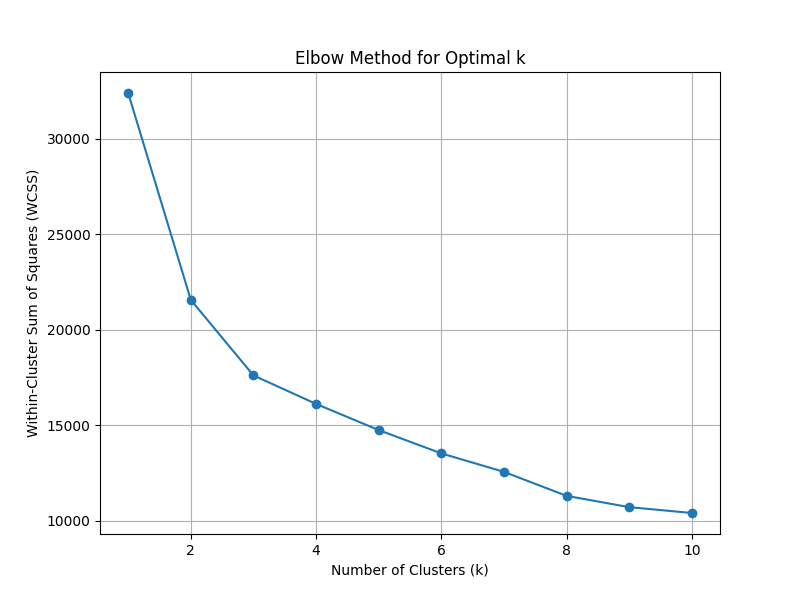 Elbow Method for Optimal k
Within-Cluster Sum of Squares (WCSS)
30000
25000
20000
15000
10000
2 4 6 8 10
Number of Clusters (k)